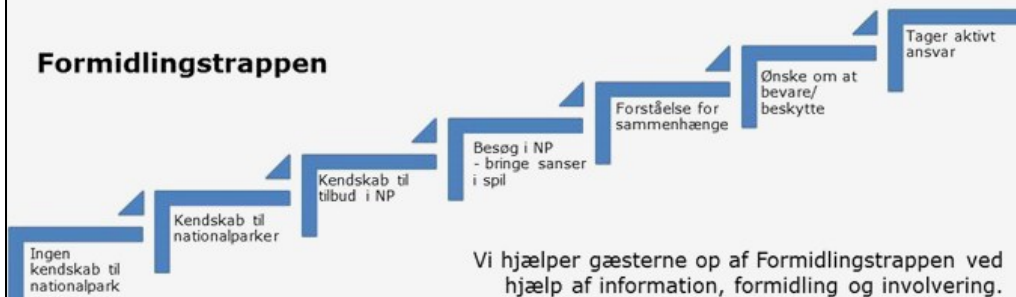 Formidlingstrappen
Ingen
kendskab til
nationalpark
Kendskab til
nationalparker
Kendskab til
tilbud i NP
Besøg i NP
- bringe sanser
i spil
Forståelse for
sammenhænge
Ønske om at
bevare/
beskytte
Tager aktivt
ansvar
Vi hjælper gæsterne op af Formidlingstrappen ved
hjælp af information, formidling og involvering.